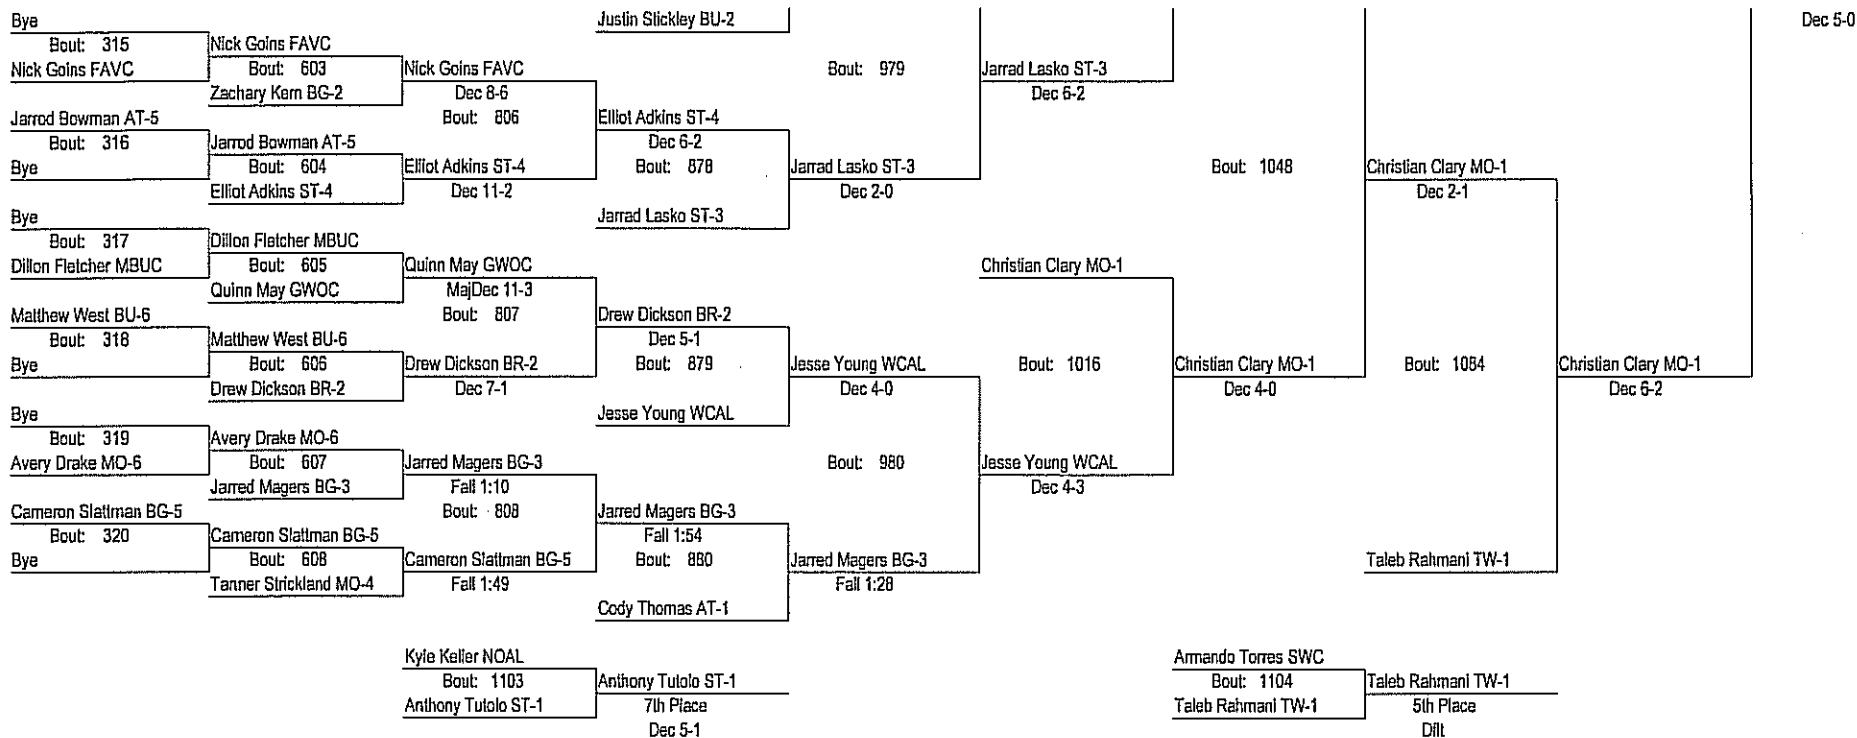 Bye
Bout: 315
Nick Goins FAVC
Jarrod Bowman AT-5
Bout: 316
Bye
Bye
Bout: 317
Dillon Fletcher MBUC
Matthew West BU-6
Bout: 318
Bye
Bye
Bout: 319
Avery Drake MO-6
Cameron Slattman BG-5
Bout: 320
Bye
Nick Goins FAVC
Bout: 603
Zachary Kern BG-2
Jarrod Bowman AT-5
Bout: 604
Elliot Adkins ST-4
Dillon Fletcher MBUC
Bout: 605
Quinn May GWOC
Matthew West BU-6
Bout: 606
Drew Dickson BR-2
Avery Drake MO-6
Bout: 607
Jarred Magers BG-3
Cameron Slattman BG-5
Bout: 608
Tanner Strickland MO-4
Nick Goins FAVC
Dec 8-6
Bout: 806
Elliot Adkins ST-4
Dec 11-2
Quinn May GWOC
MajDec 11-3
Bout: 807
Drew Dickson BR-2
Dec 7-1
Jarred Magers BG-3
Fall 1:10
Bout: 808
Cameron Slattman BG-5
Fall 1:49
Justin Slickley BU-2
Elliot Adkins ST-4
Dec 6-2
Bout: 878
Jarrad Lasko ST-3
Drew Dickson BR-2
Dec 5-1
Bout: 879
Jesse Young WCAL
Jarred Magers BG-3
Fall 1:54
Bout: 880
Cody Thomas AT-1
Bout: 979
Jarrad Lasko ST-3
Dec 2-0
Jesse Young WCAL
Dec 4-0
Bout: 980
Jarred Magers BG-3
Fall 1:28
Jarrad Lasko ST-3
Dec 6-2
Christian Clary MO-1
Bout: 1016
Jesse Young WCAL
Dec 4-3
Bout: 1048
Christian Clary MO-1
Dec 4-0
Christian Clary MO-1
Dec 2-1
Bout: 1084
Taleb Rahmani TW-1
Christian Clary MO-1
Dec 6-2
Dec 5-0
Kyle Keller NOAL
Bout: 1103
Anthony Tutolo ST-1
Anthony Tutolo ST-1
7th Place
Dec 5-1
Armando Torres SWC
Bout: 1104
Taleb Rahmani TW-1
Taleb Rahmani TW-1
5th Place
Dflt